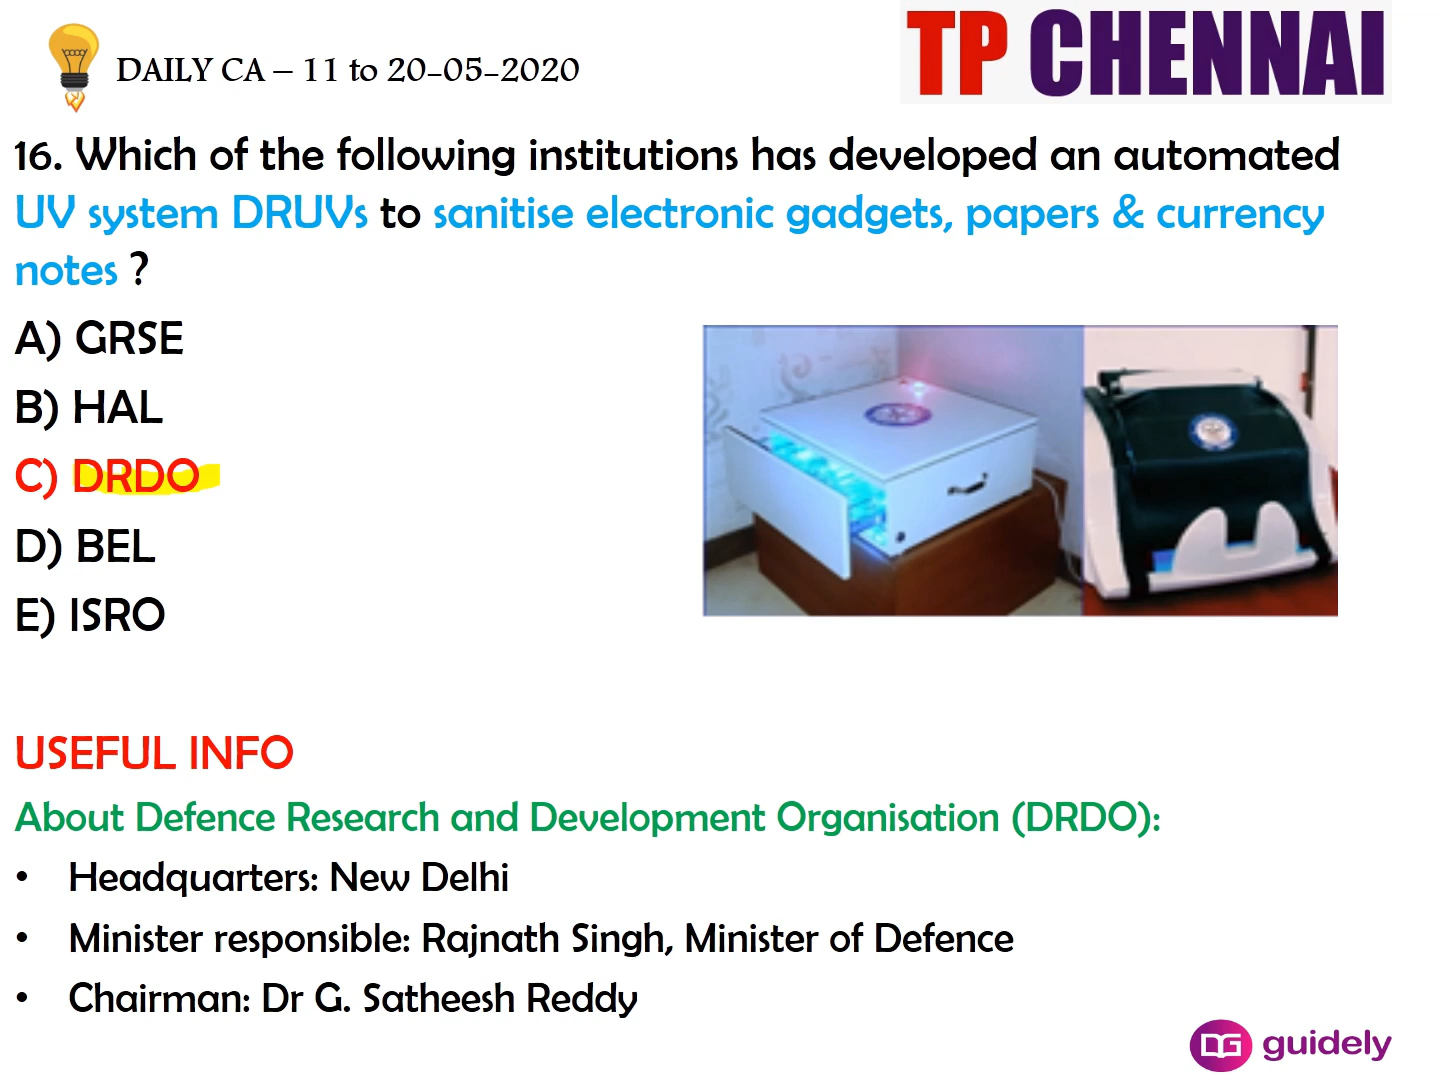 DAILY CA – 11 to 20-05-2020
TP CHENNAI
16. Which of the following institutions has developed an automated
UV system DRUVs to sanitise electronic gadgets, papers & currency
notes ?
A) GRSE
B) HAL
C) DRDO
D) BEL
E) ISRO
USEFUL INFO
About Defence Research and Development Organisation (DRDO):
• Headquarters: New Delhi
• Minister responsible: Rajnath Singh, Minister of Defence
• Chairman: Dr G. Satheesh Reddy
guidely